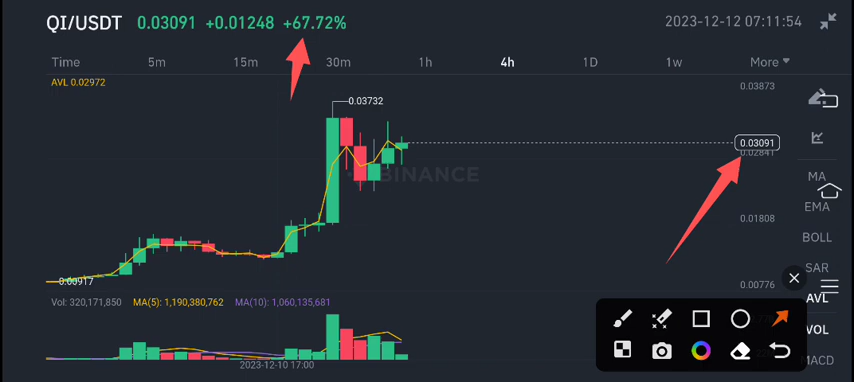 QI/USDT 0.03091 +0.01248 +67.72% 2023-12-12 07:11:54
Time 5m 15m 30m 1h 4h 1D 1w More
AVL 0.02972
0.03873
0.03732
0.03091
0.02841
BINANCE
MA
EMA
0.01808
BOLL
SAR
0.00917
0.00776
AVL
Vol: 320,171,850 MA(5): 1,190,380,762 MA(10): 1,060,135,681
VOL
MACD
2023-12-10 17:00